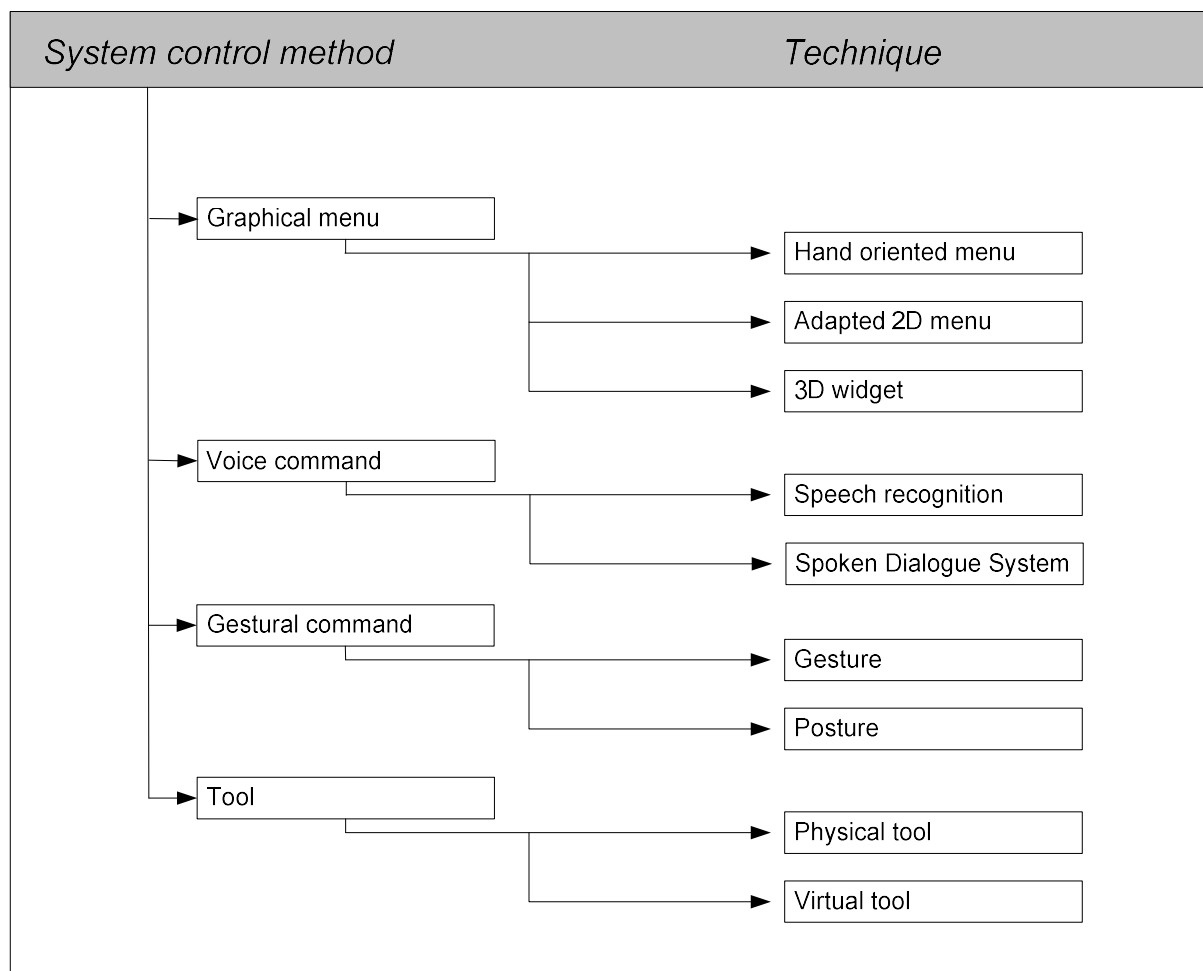 System control method
Technique
Graphical menu
Hand oriented menu
Adapted 2D menu
3D widget
Voice command
Speech recognition
Spoken Dialogue System
Gestural command
Gesture
Posture
Tool
Physical tool
Virtual tool